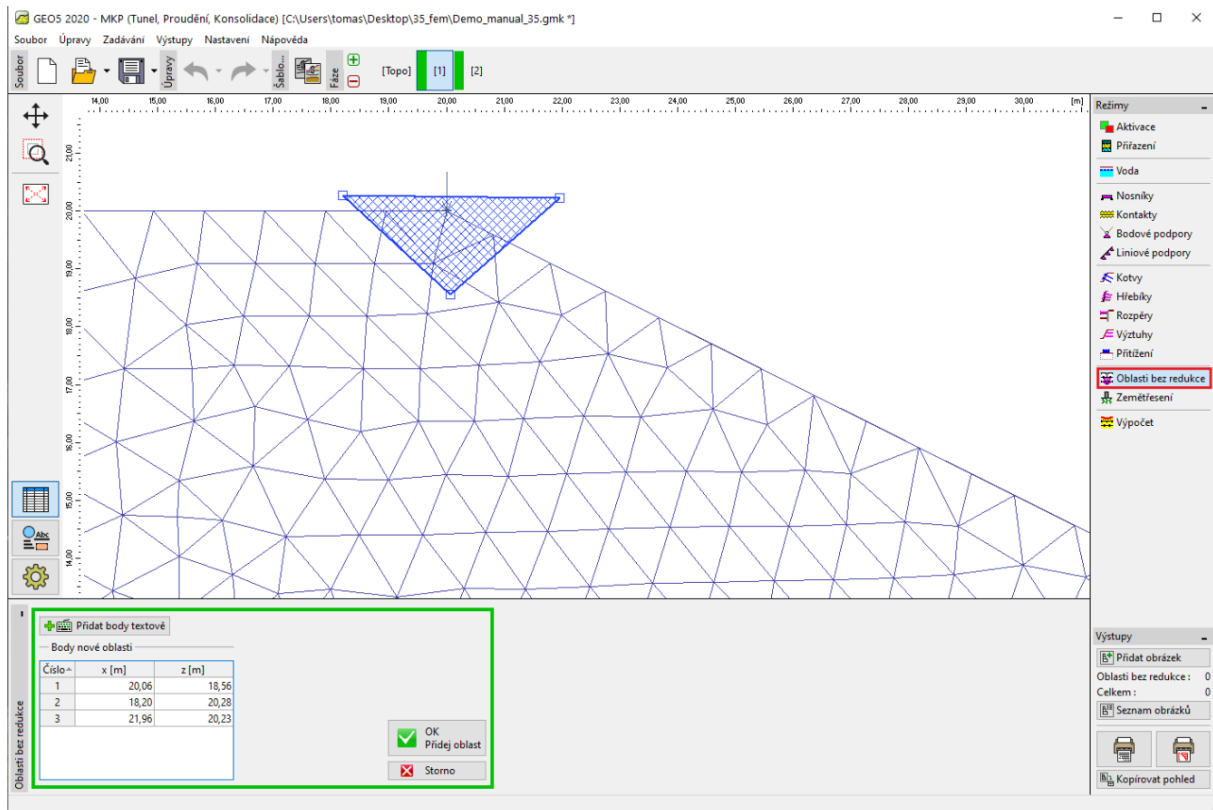 GEO5 2020 - MKP (Tunel, Proudění, Konsolidace) [C:\Users\tomas\Desktop\35_fem\Demo_manual_35.gmk *]
Soubor Úpravy Zadávání Výstupy Nastavení Nápověda
Soubor
Úpravy
Šablo...
Fáze
[Topo] [1] [2]
14,00 15,00 16,00 17,00 18,00 19,00 20,00 21,00 22,00 23,00 24,00 25,00 26,00 27,00 28,00 29,00 30,00 [m]
21,00
20,00
19,00
18,00
17,00
16,00
15,00
14,00
Abc
Režimy
Aktivace
Přiřazení
Voda
Nosníky
Kontakty
Bodové podpory
Liniové podpory
Kotvy
Hřebíky
Rozpěry
Výztuhy
Přitížení
Oblasti bez redukce
Zemětřesení
Výpočet
Oblasti bez redukce
Přidat body textově
Body nové oblasti
Číslo x [m] z [m]
1 20,06 18,56
2 18,20 20,28
3 21,96 20,23
OK
Přidej oblast
Storno
Výstupy
Přidat obrázek
Oblasti bez redukce : 0
Celkem : 0
Seznam obrázků
Kopírovat pohled